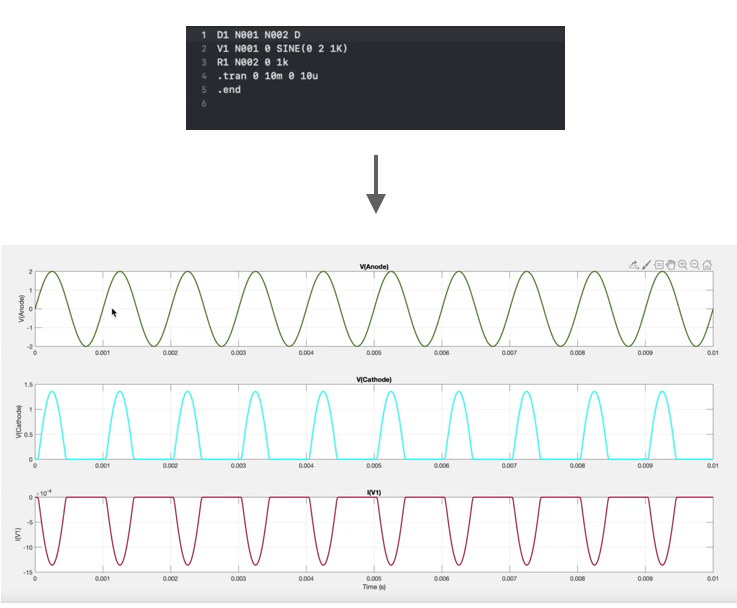 1 D1 N001 N002 D
2 V1 N001 0 SINE(0 2 1K)
3 R1 N002 0 1k
4 .tran 0 10m 0 10u
5 .end
6
V(Anode)
V(Anode)
2
1
0
-1
-2
0 0.001 0.002 0.003 0.004 0.005 0.006 0.007 0.008 0.009 0.01
V(Cathode)
V(Cathode)
1.5
1
0.5
0
0 0.001 0.002 0.003 0.004 0.005 0.006 0.007 0.008 0.009 0.01
×10⁻⁴
I(V1)
I(V1)
0
-5
-10
-15
0 0.001 0.002 0.003 0.004 0.005 0.006 0.007 0.008 0.009 0.01
Time (s)